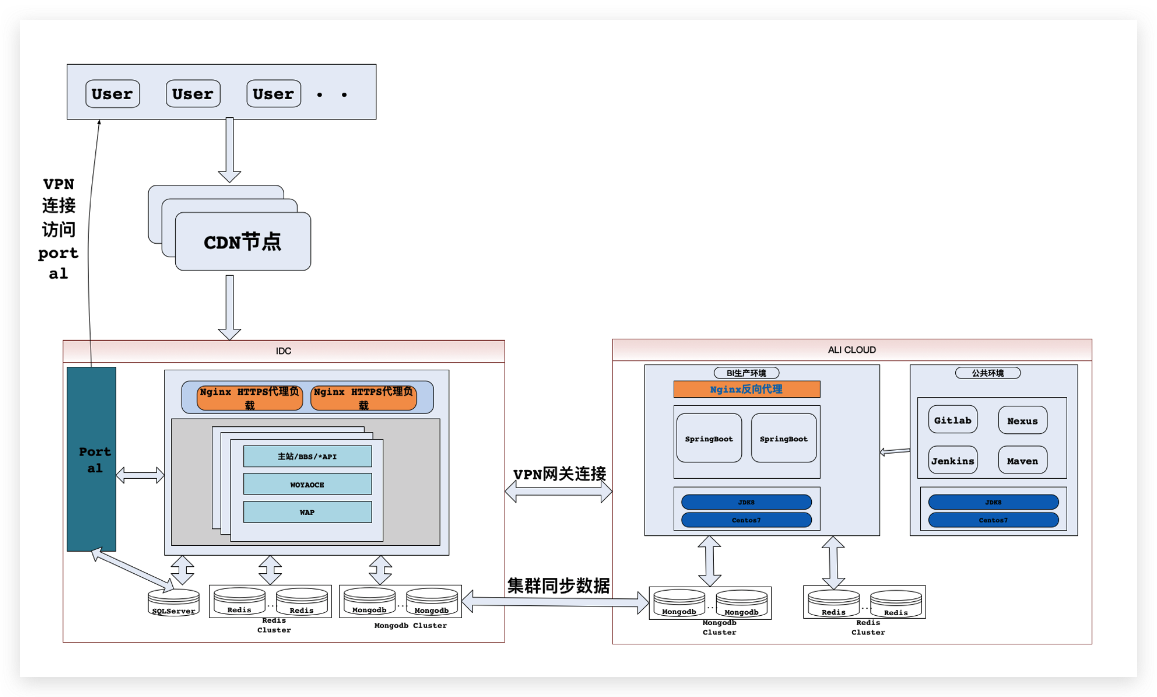 User
User
User
VPN
连接
访问
port
al
CDN节点
IDC
Nginx HTTPS代理负
载
Nginx HTTPS代理负
载
Port
al
主站/BBS/*API
WOYAOCE
WAP
SQLServer
Redis
Redis
Redis
Cluster
Mongodb
Mongodb
Mongodb Cluster
VPN网关连接
集群同步数据
ALI CLOUD
BI生产环境
Nginx反向代理
SpringBoot
SpringBoot
JDK8
Centos7
公共环境
Gitlab
Nexus
Jenkins
Maven
JDK8
Centos7
Mongodb
Mongodb
Mongodb
Cluster
Redis
Redis
Redis
Cluster